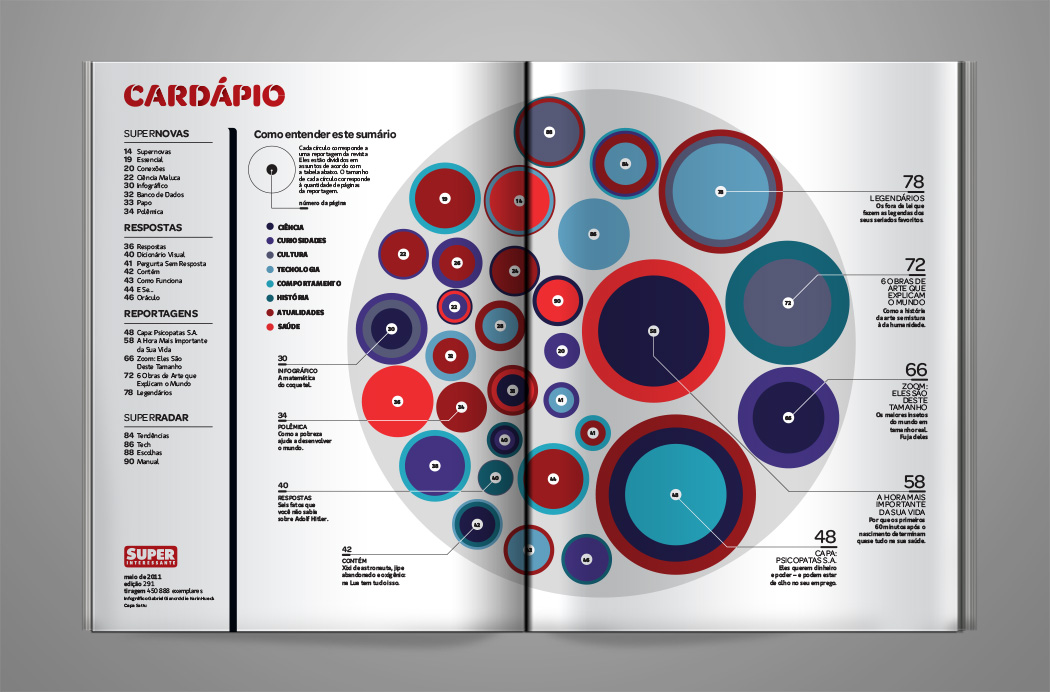 CARDÁPIO
SUPERNOVAS
14 Supernovas
19 Essencial
20 Conexões
22 Ciência Maluca
30 Infográfico
32 Banco de Dados
33 Papo
34 Polêmica
RESPOSTAS
36 Respostas
40 Dicionário Visual
41 Pergunta Sem Resposta
42 Contém
43 Como Funciona
44 E Se...
46 Oráculo
REPORTAGENS
48 Capa: Psicopatas S.A.
58 A Hora Mais Importante
da Sua Vida
66 Zoom: Eles São
Deste Tamanho
72 6 Obras de Arte que
Explicam o Mundo
78 Legendários
SUPERRADAR
84 Tendências
86 Tech
88 Escolhas
90 Manual
SUPER
INTERESSANTE
maio de 2011
edição 291
tiragem 450 888 exemplares
Como entender este sumário
Cada círculo corresponde a
uma reportagem da revista
Eles estão divididos em
assuntos de acordo com
a tabela abaixo. O tamanho
de cada círculo corresponde
à quantidade de páginas
da reportagem.
número da página
CIÊNCIA
CURIOSIDADES
CULTURA
TECNOLOGIA
COMPORTAMENTO
HISTÓRIA
ATUALIDADES
SAÚDE
30
INFOGRÁFICO
A matemática
do coquetel.
34
POLÊMICA
Como a pobreza
ajuda a desenvolver
o mundo.
40
RESPOSTAS
Seis fatos que
você não sabia
sobre Adolf Hitler.
42
CONTÉM
Xixi de astronauta, jipe
abandonado e oxigênio:
na Lua tem tudo isso.
78
LEGENDÁRIOS
Os fora da lei que
fazem as legendas dos
seus seriados favoritos.
72
6 OBRAS DE
ARTE QUE
EXPLICAM
O MUNDO
Como a história
da arte se mistura
à da humanidade.
66
ZOOM:
ELES SÃO
DESTE
TAMANHO
Os maiores insetos
do mundo em
tamanho real.
Fuja deles
58
A HORA MAIS
IMPORTANTE
DA SUA VIDA
Por que os primeiros
60 minutos após o
nascimento determinam
quase tudo na sua saúde.
48
CAPA:
PSICOPATAS S.A.
Eles querem dinheiro
e poder – e podem estar
de olho no seu emprego.